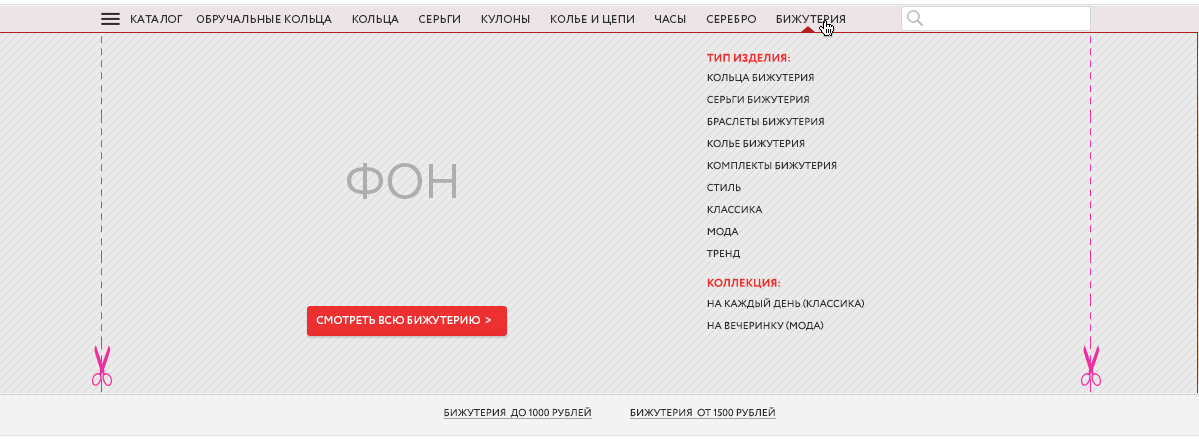 КАТАЛОГ ОБРУЧАЛЬНЫЕ КОЛЬЦА КОЛЬЦА СЕРЬГИ КУЛОНЫ КОЛЬЕ И ЦЕПИ ЧАСЫ СЕРЕБРО БИЖУТЕРИЯ
ФОН
СМОТРЕТЬ ВСЮ БИЖУТЕРИЮ >
ТИП ИЗДЕЛИЯ:
КОЛЬЦА БИЖУТЕРИЯ
СЕРЬГИ БИЖУТЕРИЯ
БРАСЛЕТЫ БИЖУТЕРИЯ
КОЛЬЕ БИЖУТЕРИЯ
КОМПЛЕКТЫ БИЖУТЕРИЯ
СТИЛЬ
КЛАССИКА
МОДА
ТРЕНД
КОЛЛЕКЦИЯ:
НА КАЖДЫЙ ДЕНЬ (КЛАССИКА)
НА ВЕЧЕРИНКУ (МОДА)
БИЖУТЕРИЯ ДО 1000 РУБЛЕЙ БИЖУТЕРИЯ ОТ 1500 РУБЛЕЙ